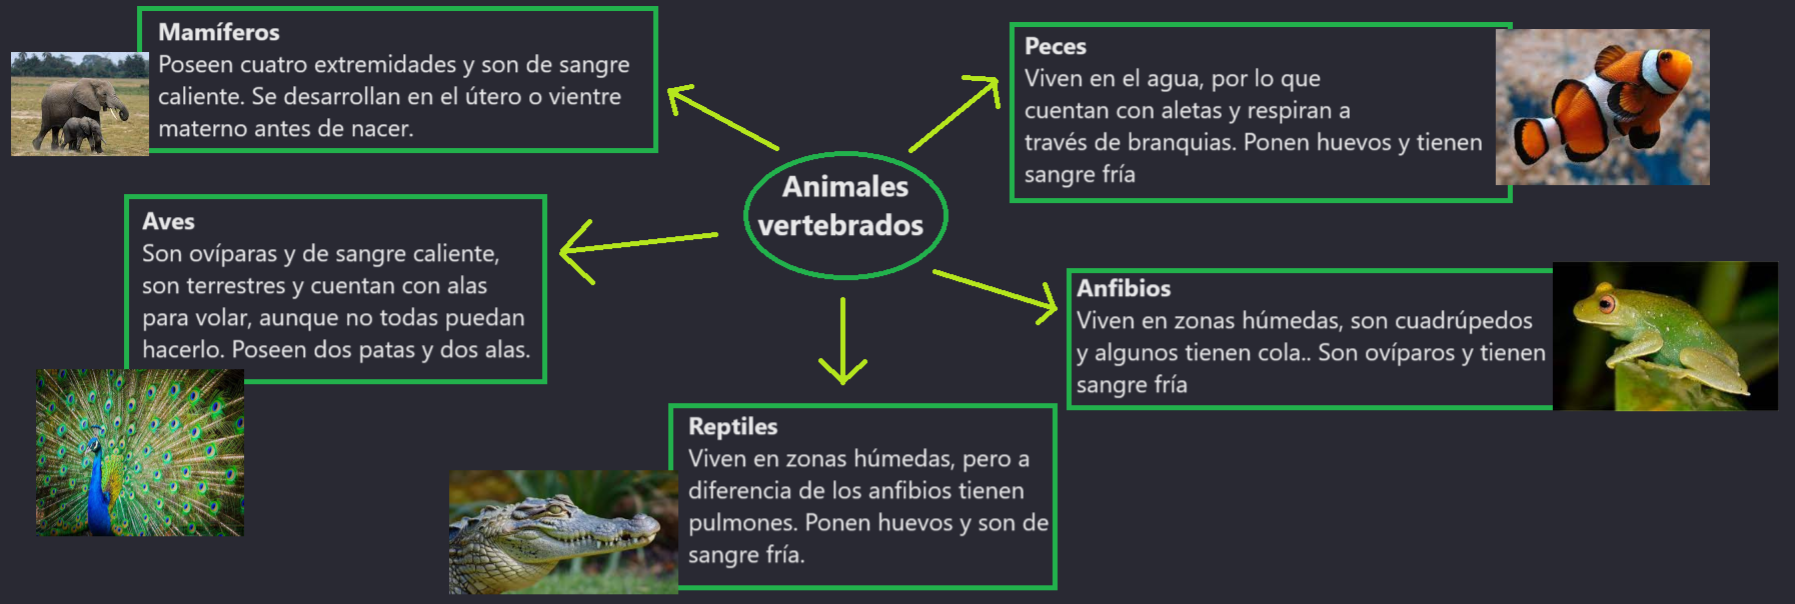 Mamíferos
Poseen cuatro extremidades y son de sangre
caliente. Se desarrollan en el útero o vientre
materno antes de nacer.
Peces
Viven en el agua, por lo que
cuentan con aletas y respiran a
través de branquias. Ponen huevos y tienen
sangre fría
Animales
vertebrados
Aves
Son ovíparas y de sangre caliente,
son terrestres y cuentan con alas
para volar, aunque no todas puedan
hacerlo. Poseen dos patas y dos alas.
Anfibios
Viven en zonas húmedas, son cuadrúpedos
y algunos tienen cola.. Son ovíparos y tienen
sangre fría
Reptiles
Viven en zonas húmedas, pero a
diferencia de los anfibios tienen
pulmones. Ponen huevos y son de
sangre fría.